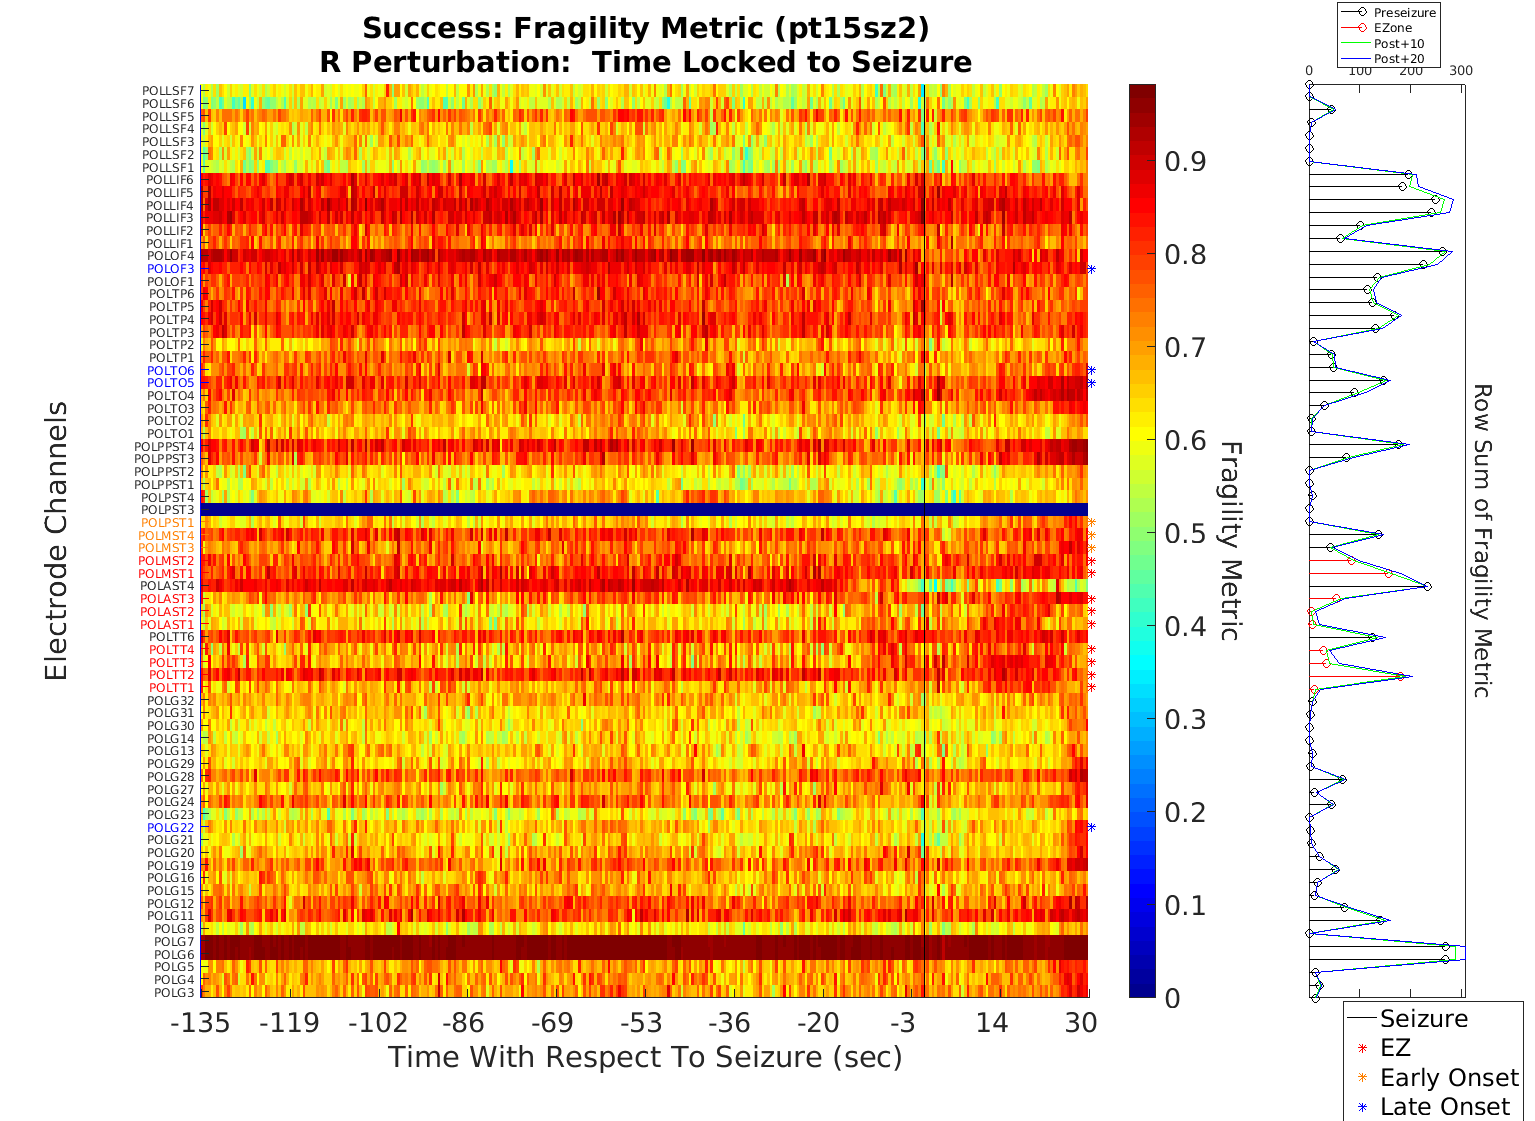 Success: Fragility Metric (pt15sz2)
R Perturbation:  Time Locked to Seizure
Preseizure
EZone
Post+10
Post+20
0 100 200 300
Electrode Channels
POLLSF7
POLLSF6
POLLSF5
POLLSF4
POLLSF3
POLLSF2
POLLSF1
POLLIF6
POLLIF5
POLLIF4
POLLIF3
POLLIF2
POLLIF1
POLOF4
POLOF3
POLOF1
POLTP6
POLTP5
POLTP4
POLTP3
POLTP2
POLTP1
POLTO6
POLTO5
POLTO4
POLTO3
POLTO2
POLTO1
POLPPST4
POLPPST3
POLPPST2
POLPPST1
POLPST4
POLPST3
POLPST1
POLMST4
POLMST3
POLMST2
POLMST1
POLAST4
POLAST3
POLAST2
POLAST1
POLTT6
POLTT4
POLTT3
POLTT2
POLTT1
POLG32
POLG31
POLG30
POLG14
POLG13
POLG29
POLG28
POLG27
POLG24
POLG23
POLG22
POLG21
POLG20
POLG19
POLG16
POLG15
POLG12
POLG11
POLG8
POLG7
POLG6
POLG5
POLG4
POLG3
-135 -119 -102 -86 -69 -53 -36 -20 -3 14 30
Time With Respect To Seizure (sec)
0.9
0.8
0.7
0.6
0.5
0.4
0.3
0.2
0.1
0
Fragility Metric
Row Sum of Fragility Metric
Seizure
EZ
Early Onset
Late Onset